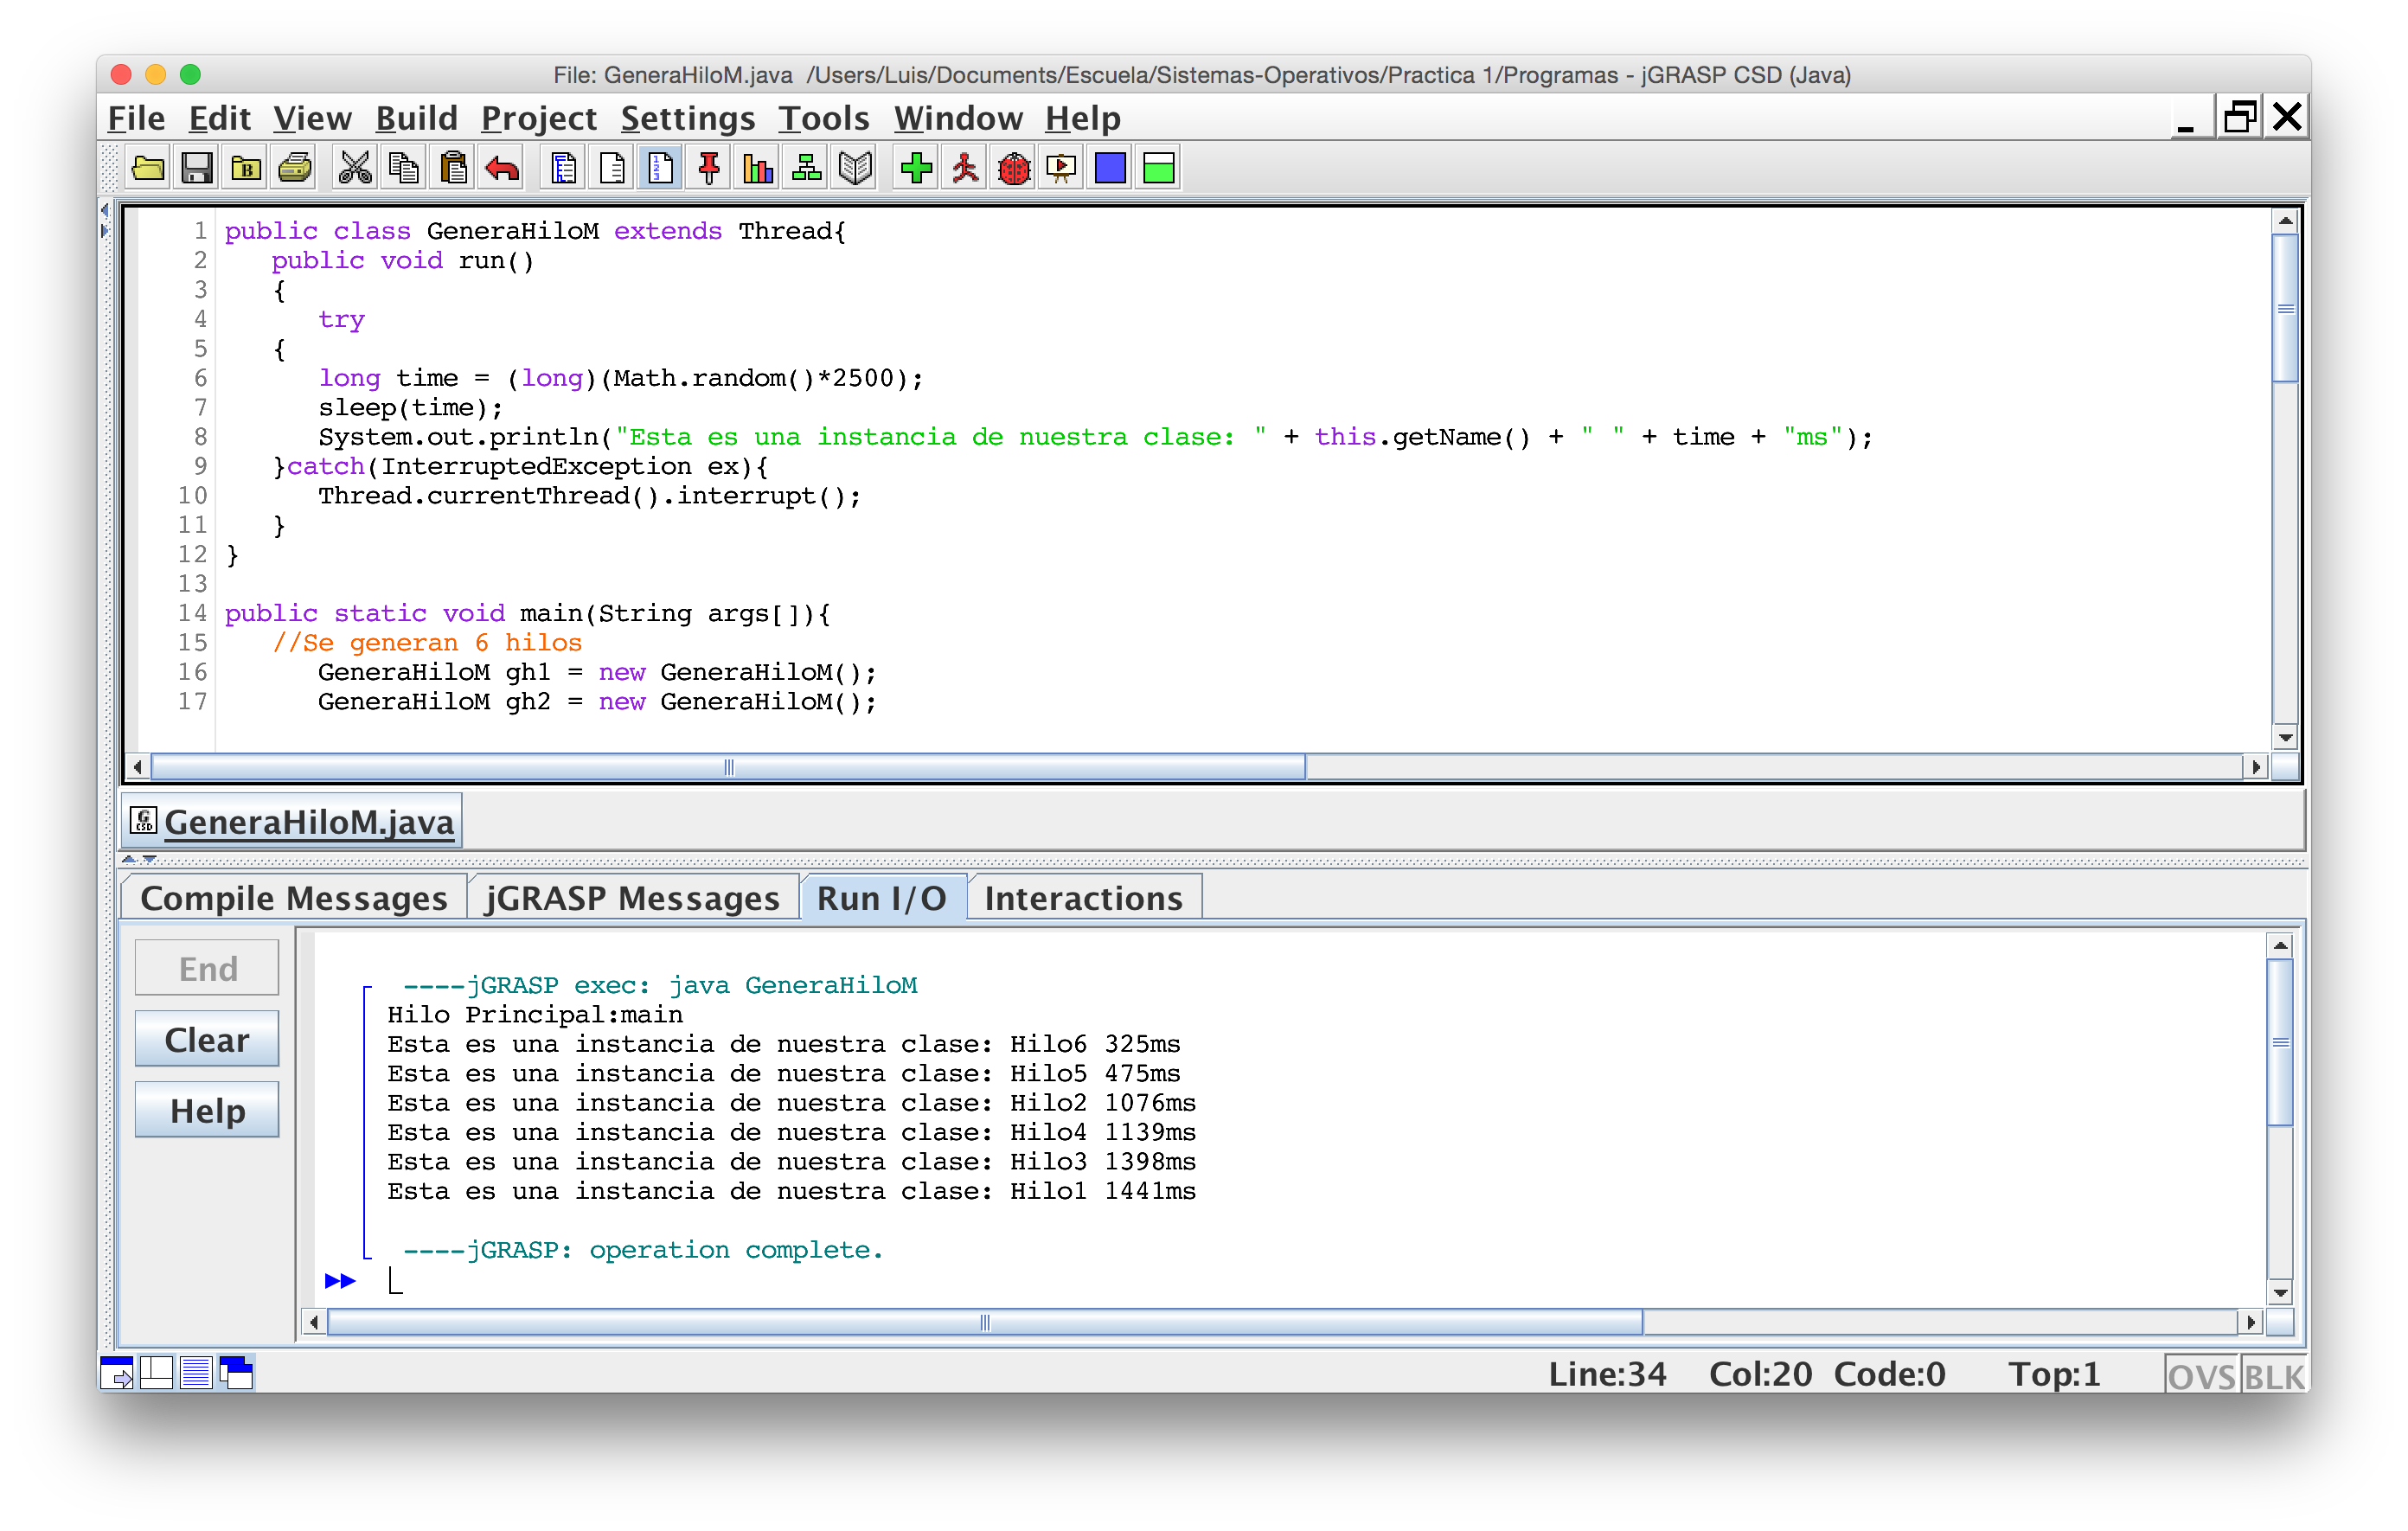 File: GeneraHiloM.java  /Users/Luis/Documents/Escuela/Sistemas-Operativos/Practica 1/Programas - jGRASP CSD (Java)
File Edit View Build Project Settings Tools Window Help
1 public class GeneraHiloM extends Thread{
2    public void run()
3    {
4       try
5    {
6       long time = (long)(Math.random()*2500);
7       sleep(time);
8       System.out.println("Esta es una instancia de nuestra clase: " + this.getName() + " " + time + "ms");
9    }catch(InterruptedException ex){
10       Thread.currentThread().interrupt();
11    }
12 }
13
14 public static void main(String args[]){
15    //Se generan 6 hilos
16       GeneraHiloM gh1 = new GeneraHiloM();
17       GeneraHiloM gh2 = new GeneraHiloM();
GeneraHiloM.java
Compile Messages jGRASP Messages Run I/O Interactions
End
Clear
Help
----jGRASP exec: java GeneraHiloM
Hilo Principal:main
Esta es una instancia de nuestra clase: Hilo6 325ms
Esta es una instancia de nuestra clase: Hilo5 475ms
Esta es una instancia de nuestra clase: Hilo2 1076ms
Esta es una instancia de nuestra clase: Hilo4 1139ms
Esta es una instancia de nuestra clase: Hilo3 1398ms
Esta es una instancia de nuestra clase: Hilo1 1441ms
----jGRASP: operation complete.
Line:34 Col:20 Code:0 Top:1 OVS BLK